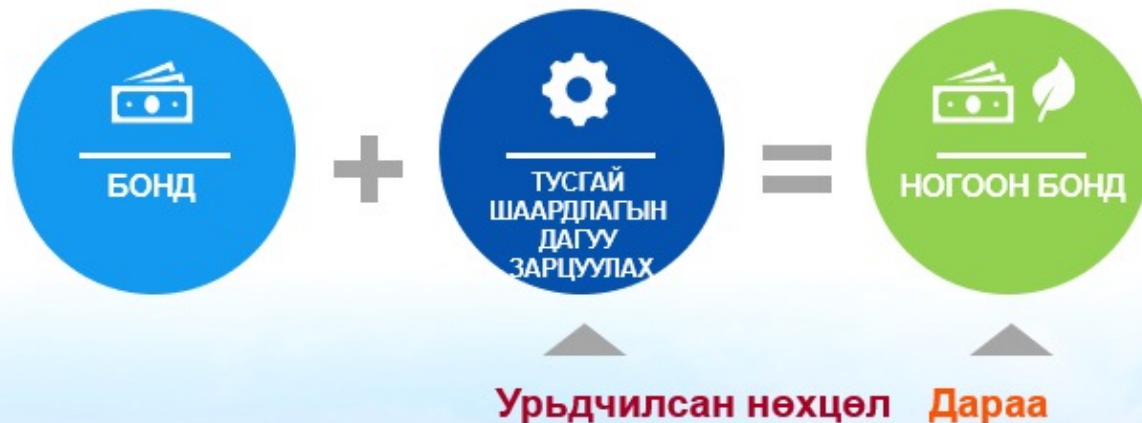 БОНД
+
ТУСГАЙ
ШААРДЛАГЫН
ДАГУУ
ЗАРЦУУЛАХ
=
НОГООН БОНД
Урьдчилсан нөхцөл
Дараа